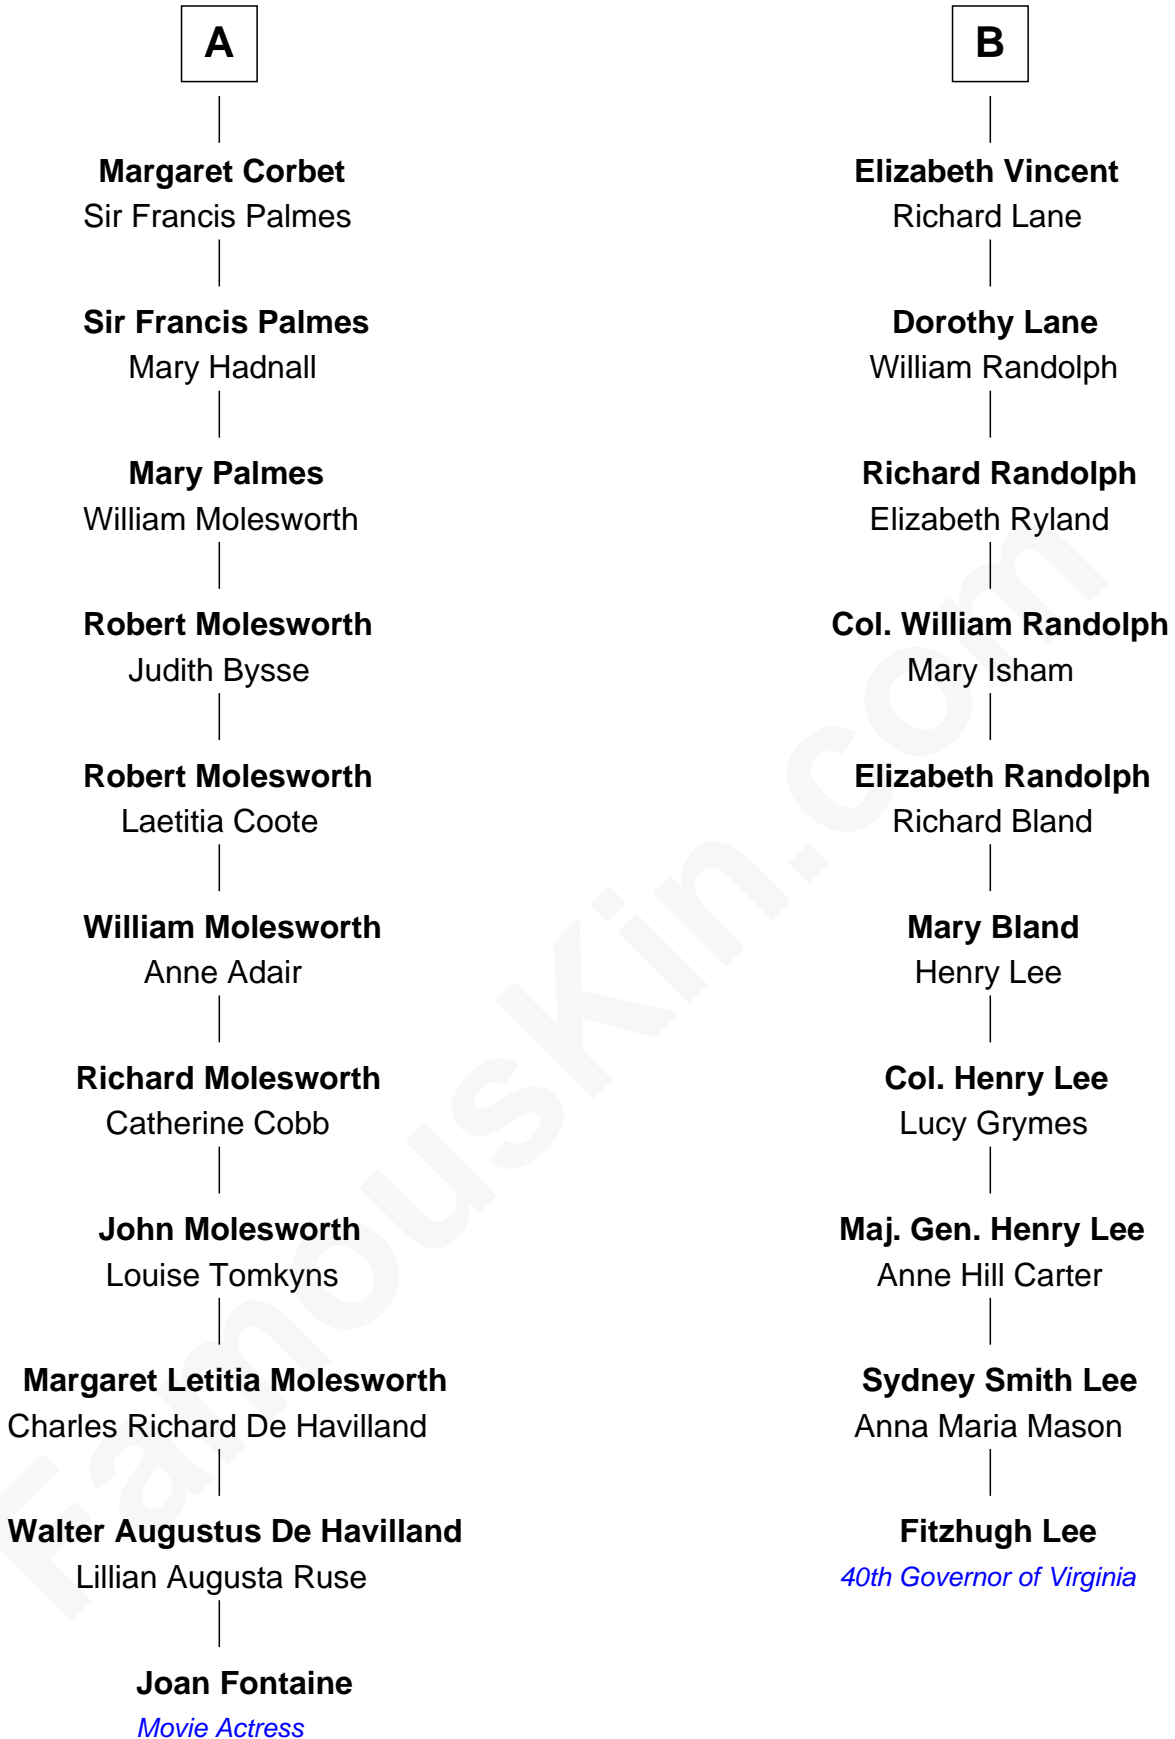 A
Margaret Corbet
Sir Francis Palmes
Sir Francis Palmes
Mary Hadnall
Mary Palmes
William Molesworth
Robert Molesworth
Judith Bysse
Robert Molesworth
Laetitia Coote
William Molesworth
Anne Adair
Richard Molesworth
Catherine Cobb
John Molesworth
Louise Tomkyns
Margaret Letitia Molesworth
Charles Richard De Havilland
Walter Augustus De Havilland
Lillian Augusta Ruse
Joan Fontaine
Movie Actress
B
Elizabeth Vincent
Richard Lane
Dorothy Lane
William Randolph
Richard Randolph
Elizabeth Ryland
Col. William Randolph
Mary Isham
Elizabeth Randolph
Richard Bland
Mary Bland
Henry Lee
Col. Henry Lee
Lucy Grymes
Maj. Gen. Henry Lee
Anne Hill Carter
Sydney Smith Lee
Anna Maria Mason
Fitzhugh Lee
40th Governor of Virginia
FamousKin.com